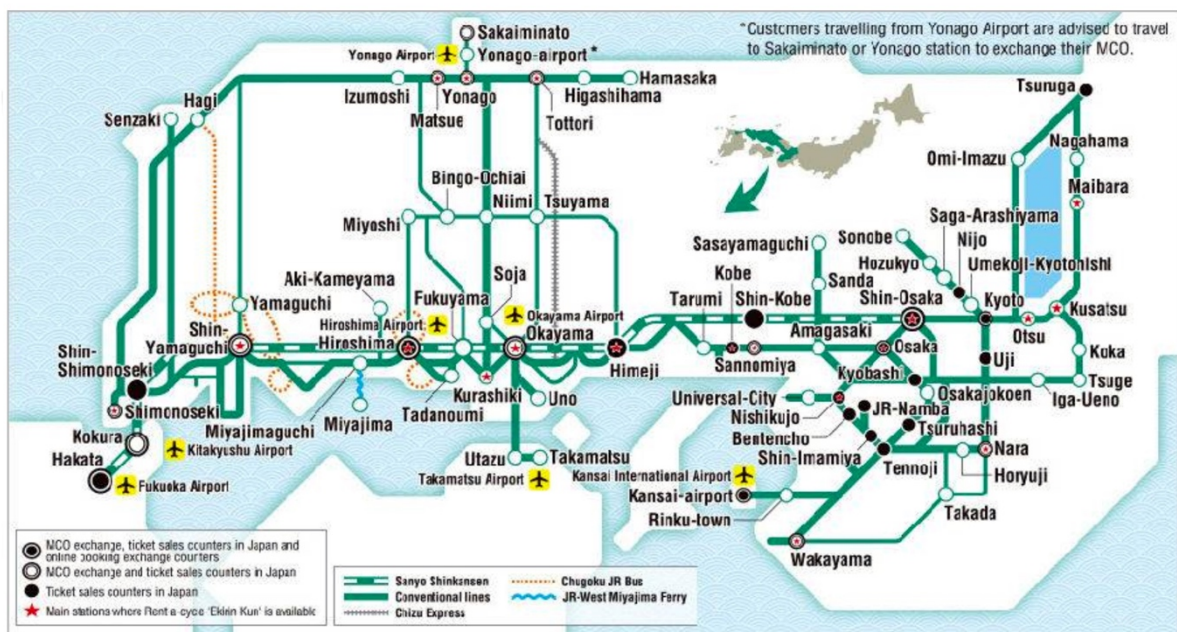 *Customers travelling from Yonago Airport are advised to travel
to Sakaiminato or Yonago station to exchange their MCO.
Sakaiminato
Yonago Airport
Yonago-airport *
Hagi
Senzaki
Izumoshi
Yonago
Higashihama
Hamasaka
Matsue
Tottori
Tsuruga
Omi-Imazu
Nagahama
Maibara
Bingo-Ochiai
Miyoshi
Niimi
Tsuyama
Saga-Arashiyama
Nijo
Sonobe
Hozukyo
Umekoji-Kyotonishi
Sasayamaguchi
Sanda
Aki-Kameyama
Soja
Fukuyama
Kobe
Tarumi
Shin-Kobe
Shin-Osaka
Kyoto
Kusatsu
Otsu
Yamaguchi
Hiroshima Airport
Okayama Airport
Shin-
Yamaguchi
Shin-
Hiroshima
Okayama
Himeji
Sannomiya
Amagasaki
Osaka
Uji
Kuka
Shin-
Shimonoseki
Shimonoseki
Miyajimaguchi
Miyajima
Tadanoumi
Kurashiki
Uno
Kyobashi
Osakajokoen
Iga-Ueno
Tsuge
Universal-City
Nishikujo
JR-Namba
Bentencho
Tsuruhashi
Shin-Imamiya
Tennoji
Nara
Horyuji
Kokura
Kitakyushu Airport
Hakata
Fukuoka Airport
Utazu
Takamatsu
Takamatsu Airport
Kansai International Airport
Kansai-airport
Rinku-town
Takada
Wakayama
MCO exchange, ticket sales counters in Japan and
online booking exchange counters
MCO exchange and ticket sales counters in Japan
Ticket sales counters in Japan
Main stations where Rent a-cycle 'Ekirin Kun' is available
Sanyo Shinkansen
Conventional lines
Chizu Express
Chugoku JR Bus
JR-West Miyajima Ferry